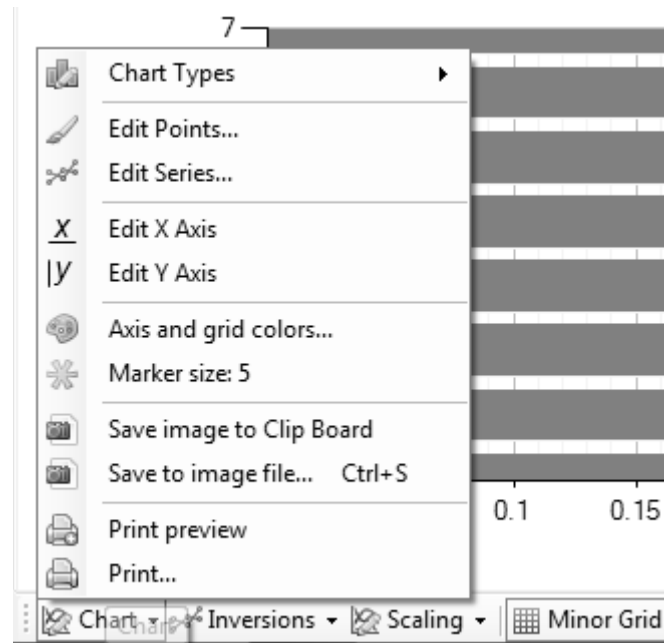 7
Chart Types
Edit Points...
Edit Series...
x Edit X Axis
|y Edit Y Axis
Axis and grid colors...
Marker size: 5
Save image to Clip Board
Save to image file... Ctrl+S
0.1 0.15
Print preview
Print...
Chart Inversions Scaling Minor Grid
Chart